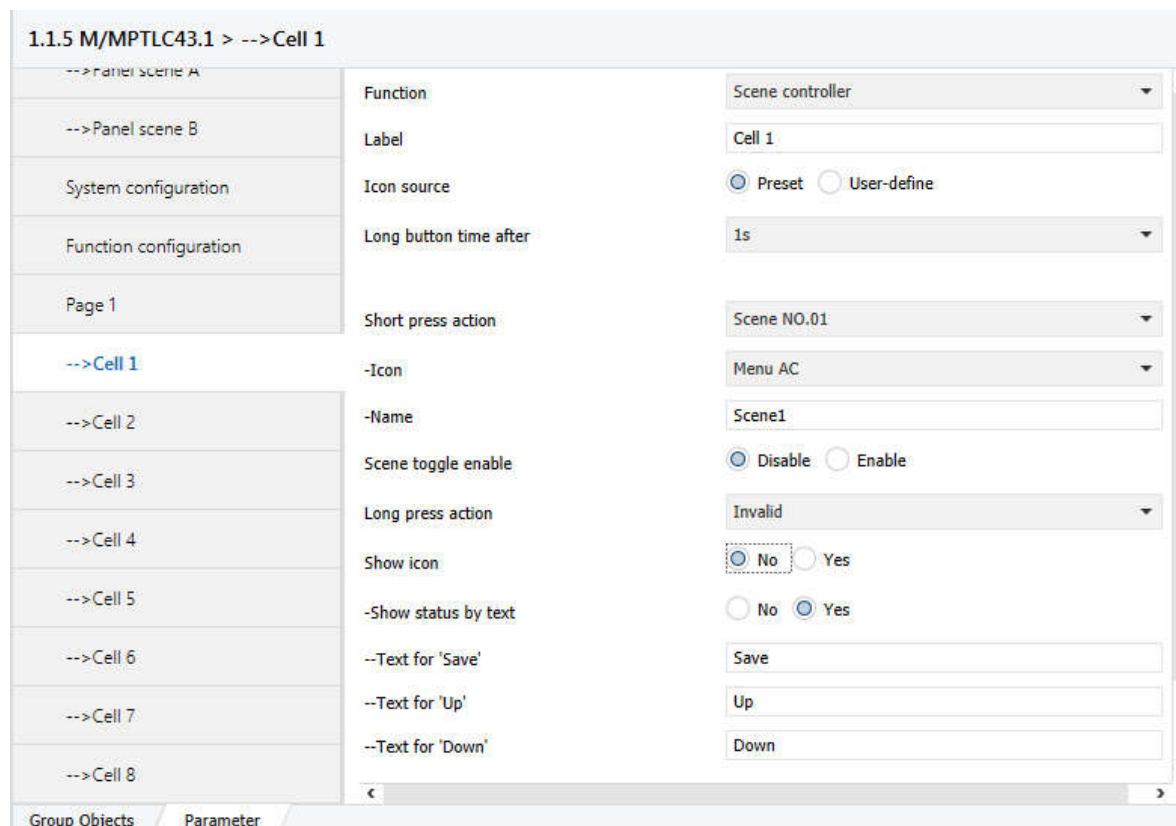 1.1.5 M/MPTLC43.1 > -->Cell 1
-->Panel scene A
-->Panel scene B
System configuration
Function configuration
Page 1
-->Cell 1
-->Cell 2
-->Cell 3
-->Cell 4
-->Cell 5
-->Cell 6
-->Cell 7
-->Cell 8
Function Scene controller
Label Cell 1
Icon source Preset User-define
Long button time after 1s
Short press action Scene NO.01
-Icon Menu AC
-Name Scene1
Scene toggle enable Disable Enable
Long press action Invalid
Show icon No Yes
-Show status by text No Yes
--Text for 'Save' Save
--Text for 'Up' Up
--Text for 'Down' Down
Group Objects Parameter